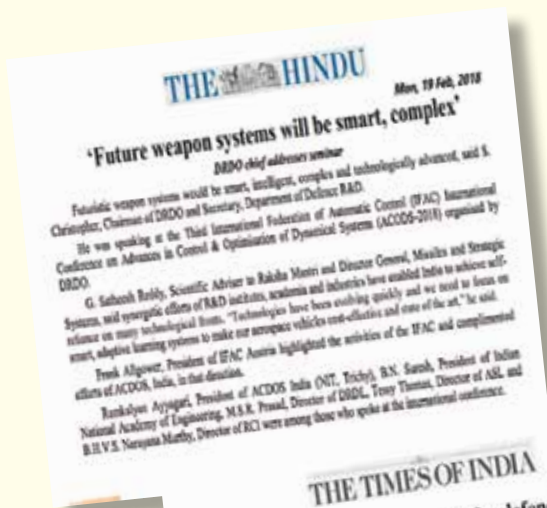 THE HINDU
Mon, 19 Feb, 2018
'Future weapon systems will be smart, complex'
DRDO chief addresses seminar
Futuristic weapon systems would be smart, intelligent, complex and technologically advanced, said S.
Christopher, Chairman of DRDO and Secretary, Department of Defence R&D.
He was speaking at the Third International Federation of Automatic Control (IFAC) International
Conference on Advances in Control & Optimisation of Dynamical Systems (ACODS-2018) organised by
DRDO.
G. Satheesh Reddy, Scientific Adviser to Raksha Mantri and Director General, Missiles and Strategic
Systems, said synergetic efforts of R&D institutes, academia and industries have enabled India to achieve self-
reliance on many technological fronts. "Technologies have been evolving quickly and we need to focus on
smart, adaptive learning systems to make our aerospace vehicles cost-effective and state of the art," he said.
Frank Allgower, President of IFAC Austria highlighted the activities of the IFAC and complimented
efforts of ACDOS, India, in that direction.
Ramkalyan Ayyagari, President of ACDOS India (NIT, Trichy), B.N. Suresh, President of Indian
National Academy of Engineering, M.S.R. Prasad, Director of DRDL, Tessy Thomas, Director of ASL and
B.H.V.S. Narayana Murthy, Director of RCI were among those who spoke at the international conference.
THE TIMES OF INDIA